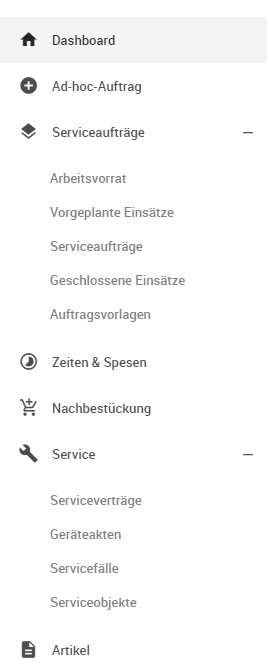 Dashboard
Ad-hoc-Auftrag
Serviceaufträge
Arbeitsvorrat
Vorgeplante Einsätze
Serviceaufträge
Geschlossene Einsätze
Auftragsvorlagen
Zeiten & Spesen
Nachbestückung
Service
Serviceverträge
Geräteakten
Servicefälle
Serviceobjekte
Artikel